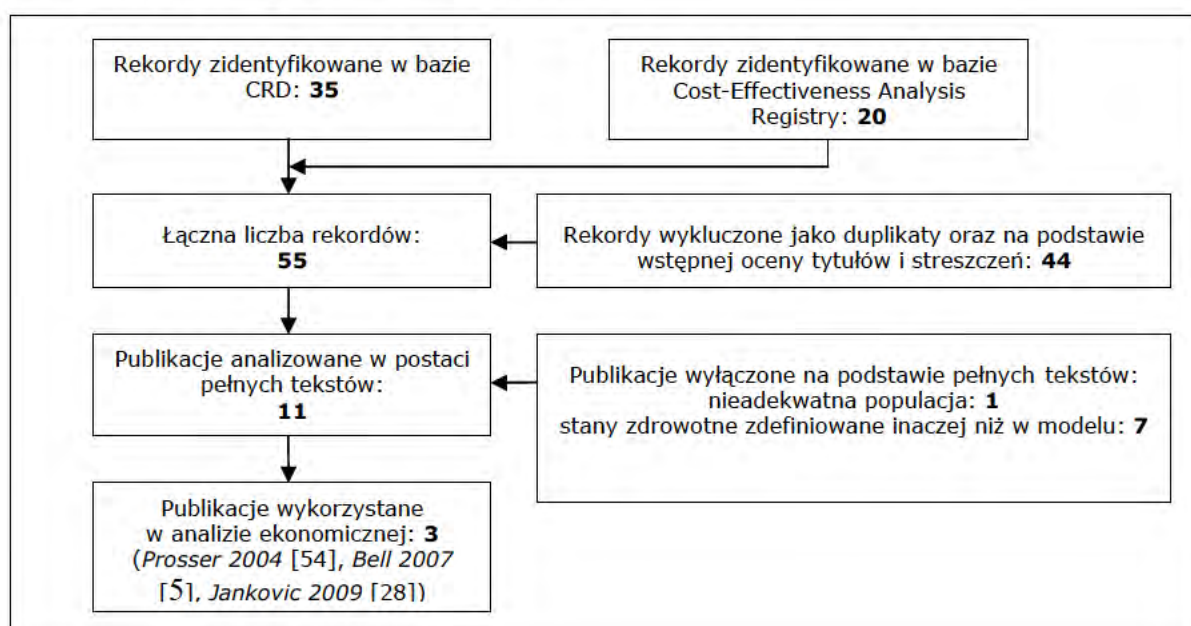 Rekordy zidentyfikowane w bazie
CRD: 35
Rekordy zidentyfikowane w bazie
Cost-Effectiveness Analysis
Registry: 20
Łączna liczba rekordów:
55
Rekordy wykluczone jako duplikaty oraz na podstawie
wstępnej oceny tytułów i streszczeń: 44
Publikacje analizowane w postaci
pełnych tekstów:
11
Publikacje wyłączone na podstawie pełnych tekstów:
nieadekwatna populacja: 1
stany zdrowotne zdefiniowane inaczej niż w modelu: 7
Publikacje wykorzystane
w analizie ekonomicznej: 3
(Prosser 2004 [54], Bell 2007
[5], Jankovic 2009 [28])